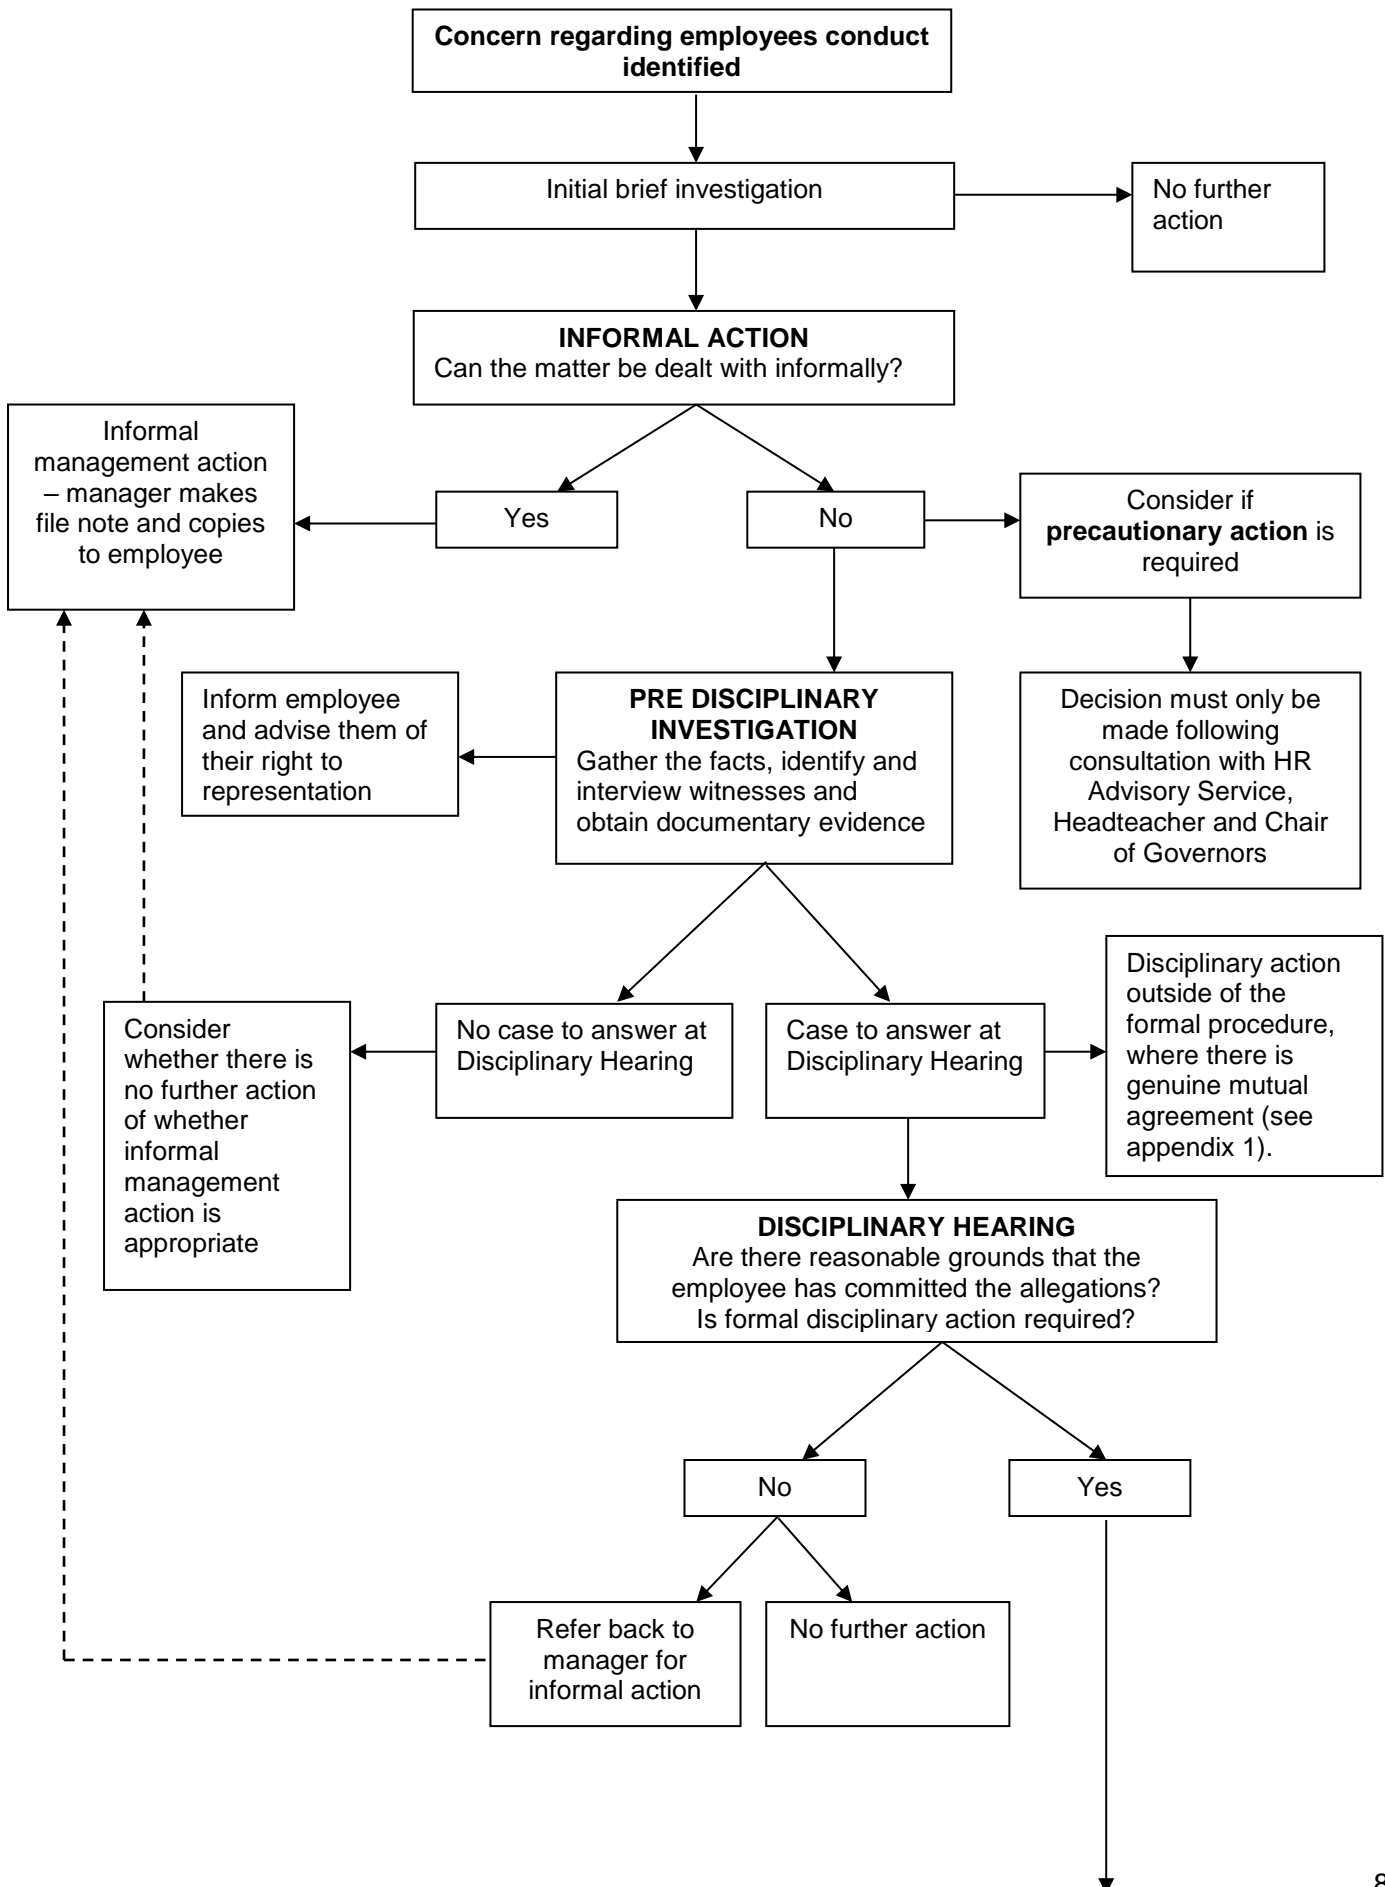 Concern regarding employees conduct
identified
Initial brief investigation
No further
action
INFORMAL ACTION
Can the matter be dealt with informally?
Informal
management action
– manager makes
file note and copies
to employee
Yes
No
Consider if
precautionary action is
required
Inform employee
and advise them of
their right to
representation
PRE DISCIPLINARY
INVESTIGATION
Gather the facts, identify and
interview witnesses and
obtain documentary evidence
Decision must only be
made following
consultation with HR
Advisory Service,
Headteacher and Chair
of Governors
Consider
whether there is
no further action
of whether
informal
management
action is
appropriate
No case to answer at
Disciplinary Hearing
Case to answer at
Disciplinary Hearing
Disciplinary action
outside of the
formal procedure,
where there is
genuine mutual
agreement (see
appendix 1).
DISCIPLINARY HEARING
Are there reasonable grounds that the
employee has committed the allegations?
Is formal disciplinary action required?
No
Yes
Refer back to
manager for
informal action
No further action
8